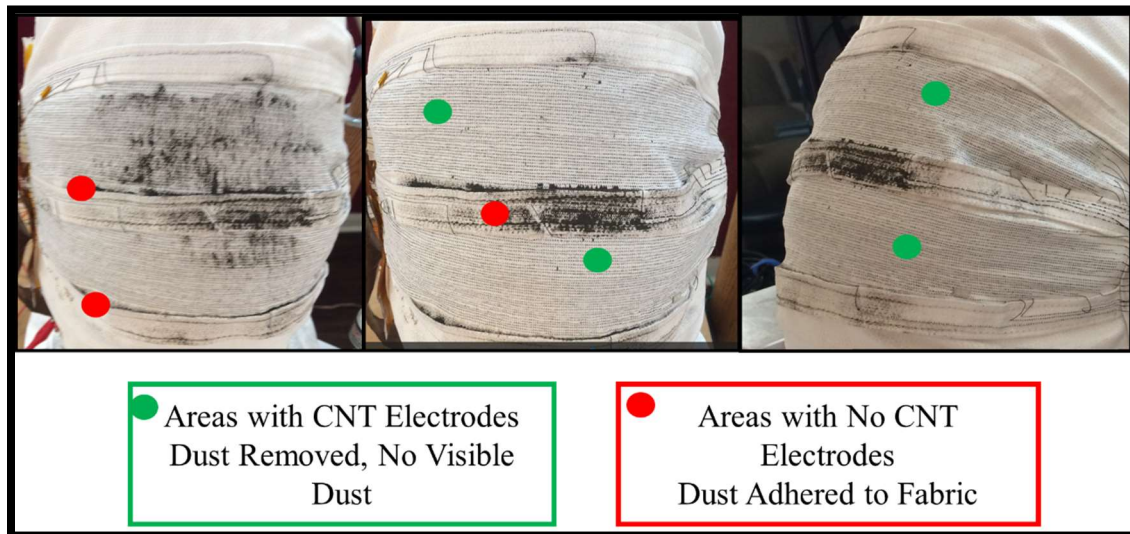 Areas with CNT Electrodes
Dust Removed, No Visible
Dust
Areas with No CNT
Electrodes
Dust Adhered to Fabric